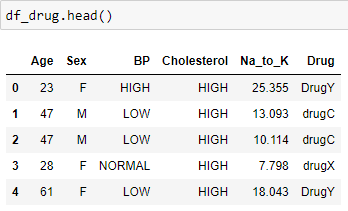 df_drug.head()
Age Sex BP Cholesterol Na_to_K Drug
0 23 F HIGH HIGH 25.355 DrugY
1 47 M LOW HIGH 13.093 drugC
2 47 M LOW HIGH 10.114 drugC
3 28 F NORMAL HIGH 7.798 drugX
4 61 F LOW HIGH 18.043 DrugY